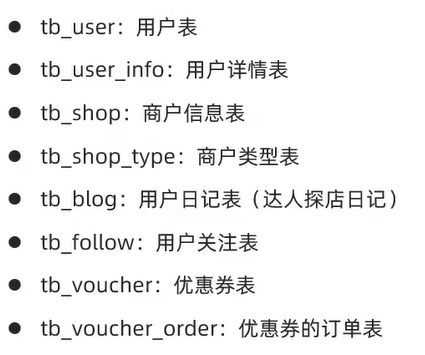 ● tb_user：用户表
● tb_user_info：用户详情表
● tb_shop：商户信息表
● tb_shop_type：商户类型表
● tb_blog：用户日记表（达人探店日记）
● tb_follow：用户关注表
● tb_voucher：优惠券表
● tb_voucher_order：优惠券的订单表